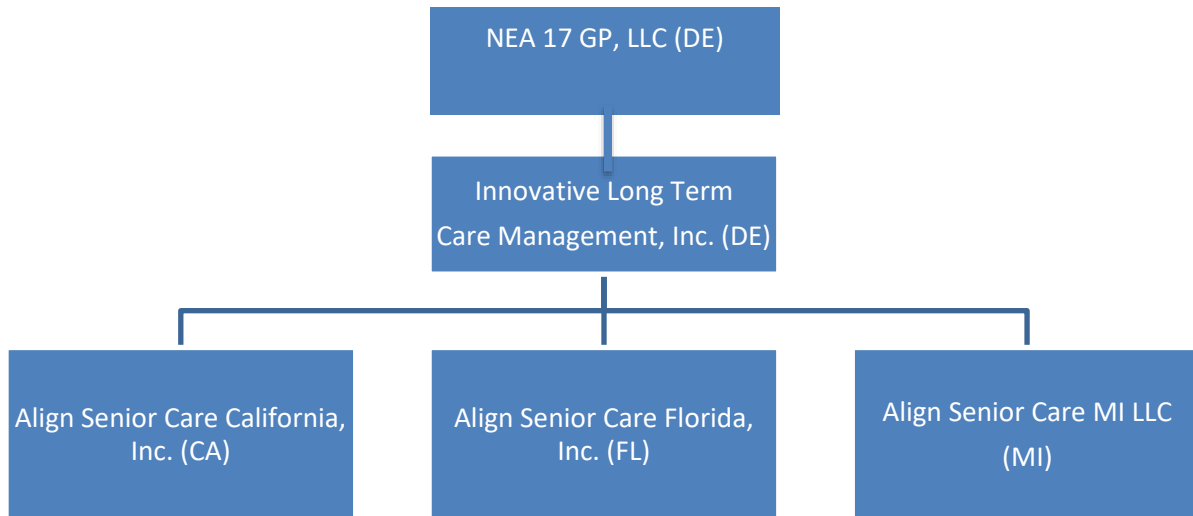 NEA 17 GP, LLC (DE)
Innovative Long Term
Care Management, Inc. (DE)
Align Senior Care California,
Inc. (CA)
Align Senior Care Florida,
Inc. (FL)
Align Senior Care MI LLC
(MI)